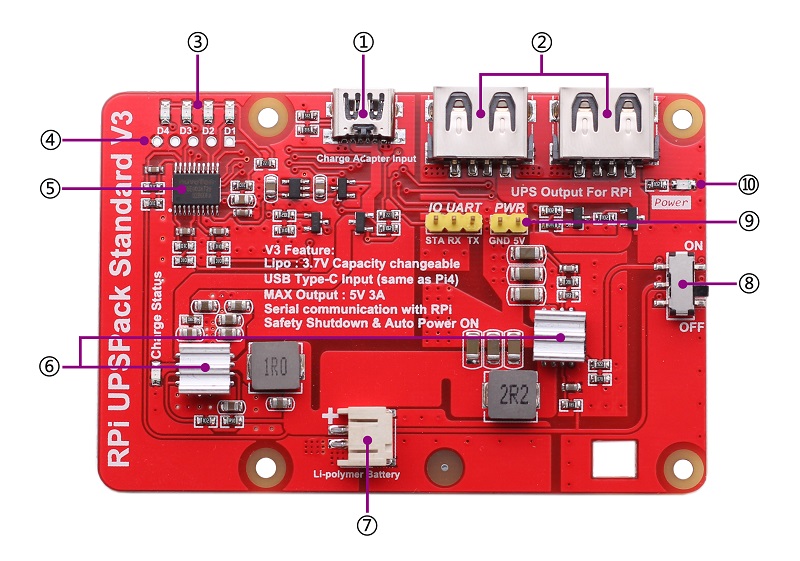 ①
②
③
④
⑤
⑥
⑦
⑧
⑨
⑩
RPi UPSPack Standard V3
D4 D3 D2 D1
Charge Acapter Input
UPS Output For RPi
Power
IO UART PWR
STA RX TX GND 5V
ON
OFF
V3 Feature:
Lipo : 3.7V Capacity changeable
USB Type-C Input (same as Pi4)
MAX Output : 5V 3A
Serial communication with RPi
Safety Shutdown & Auto Power ON
Charge Status
1R0
2R2
+
Li-polymer Battery